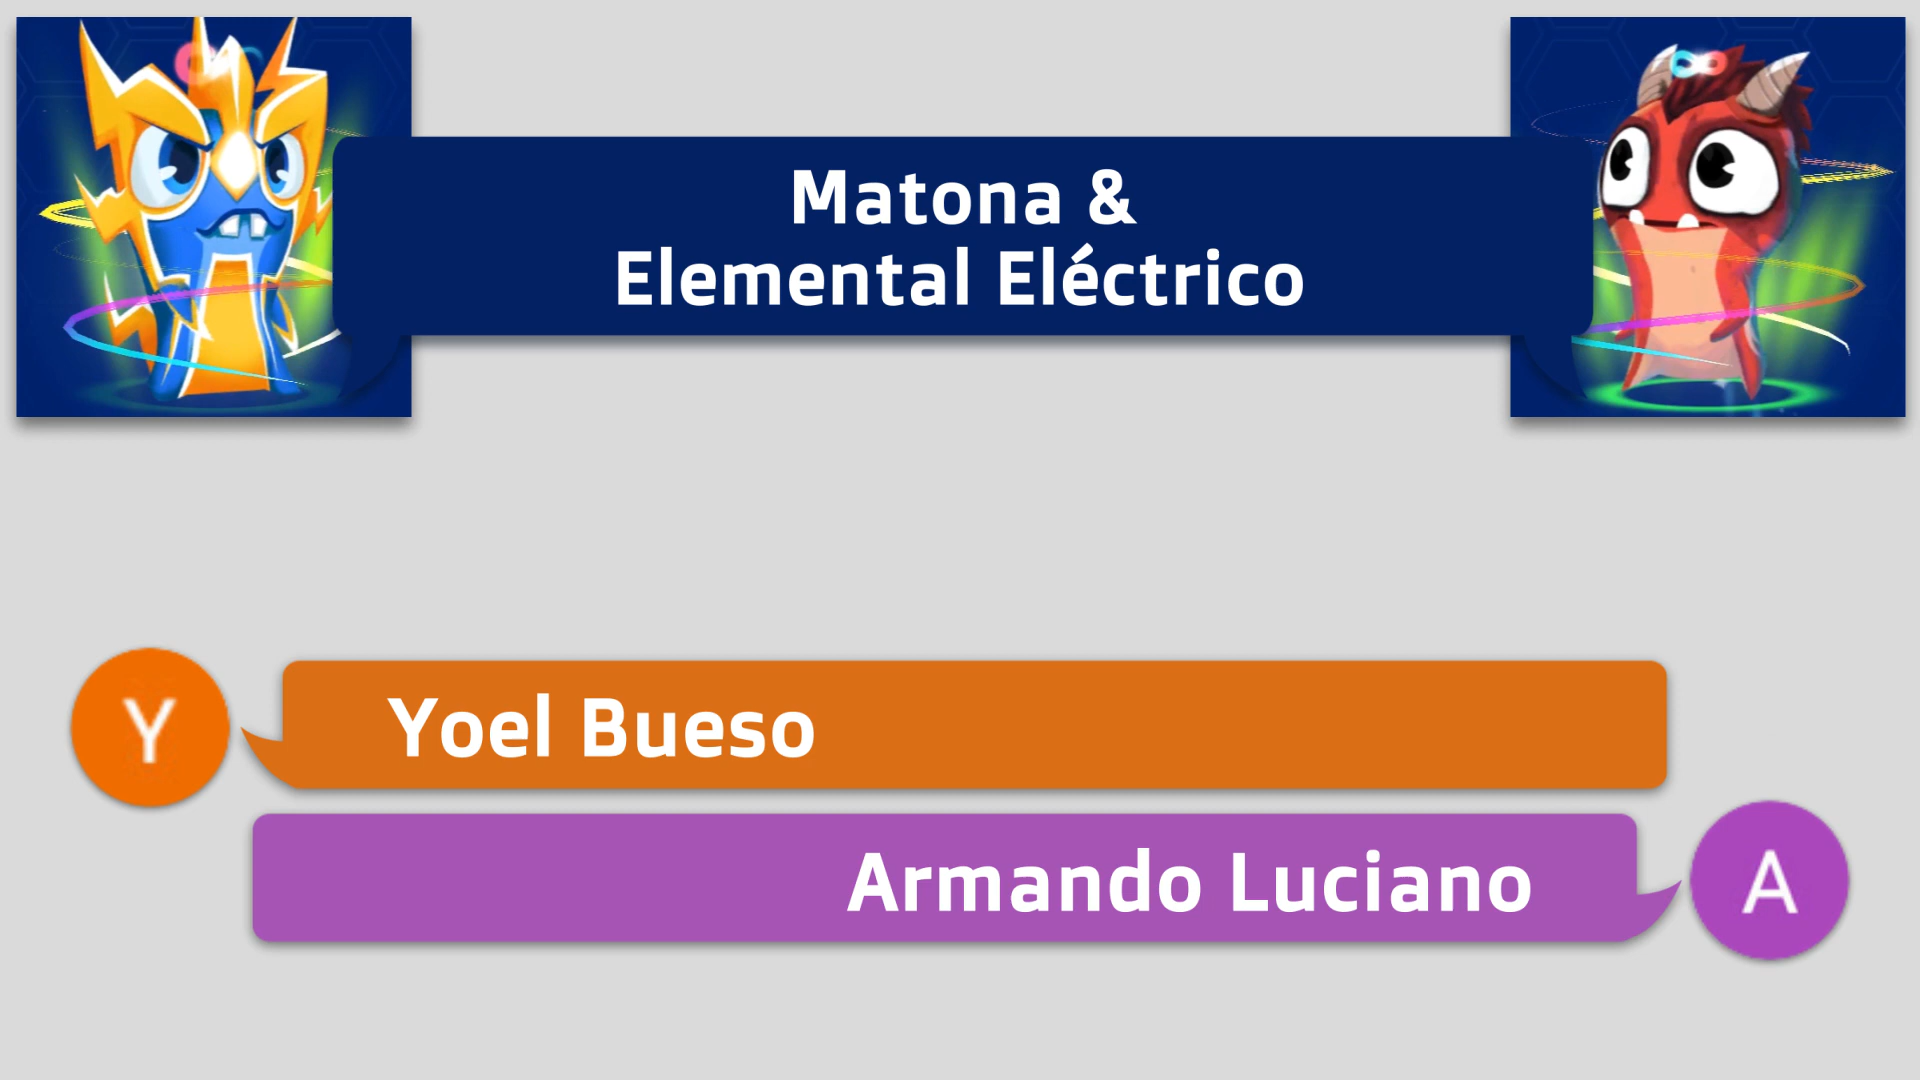 Matona &
Elemental Eléctrico
Y
Yoel Bueso
Armando Luciano
A